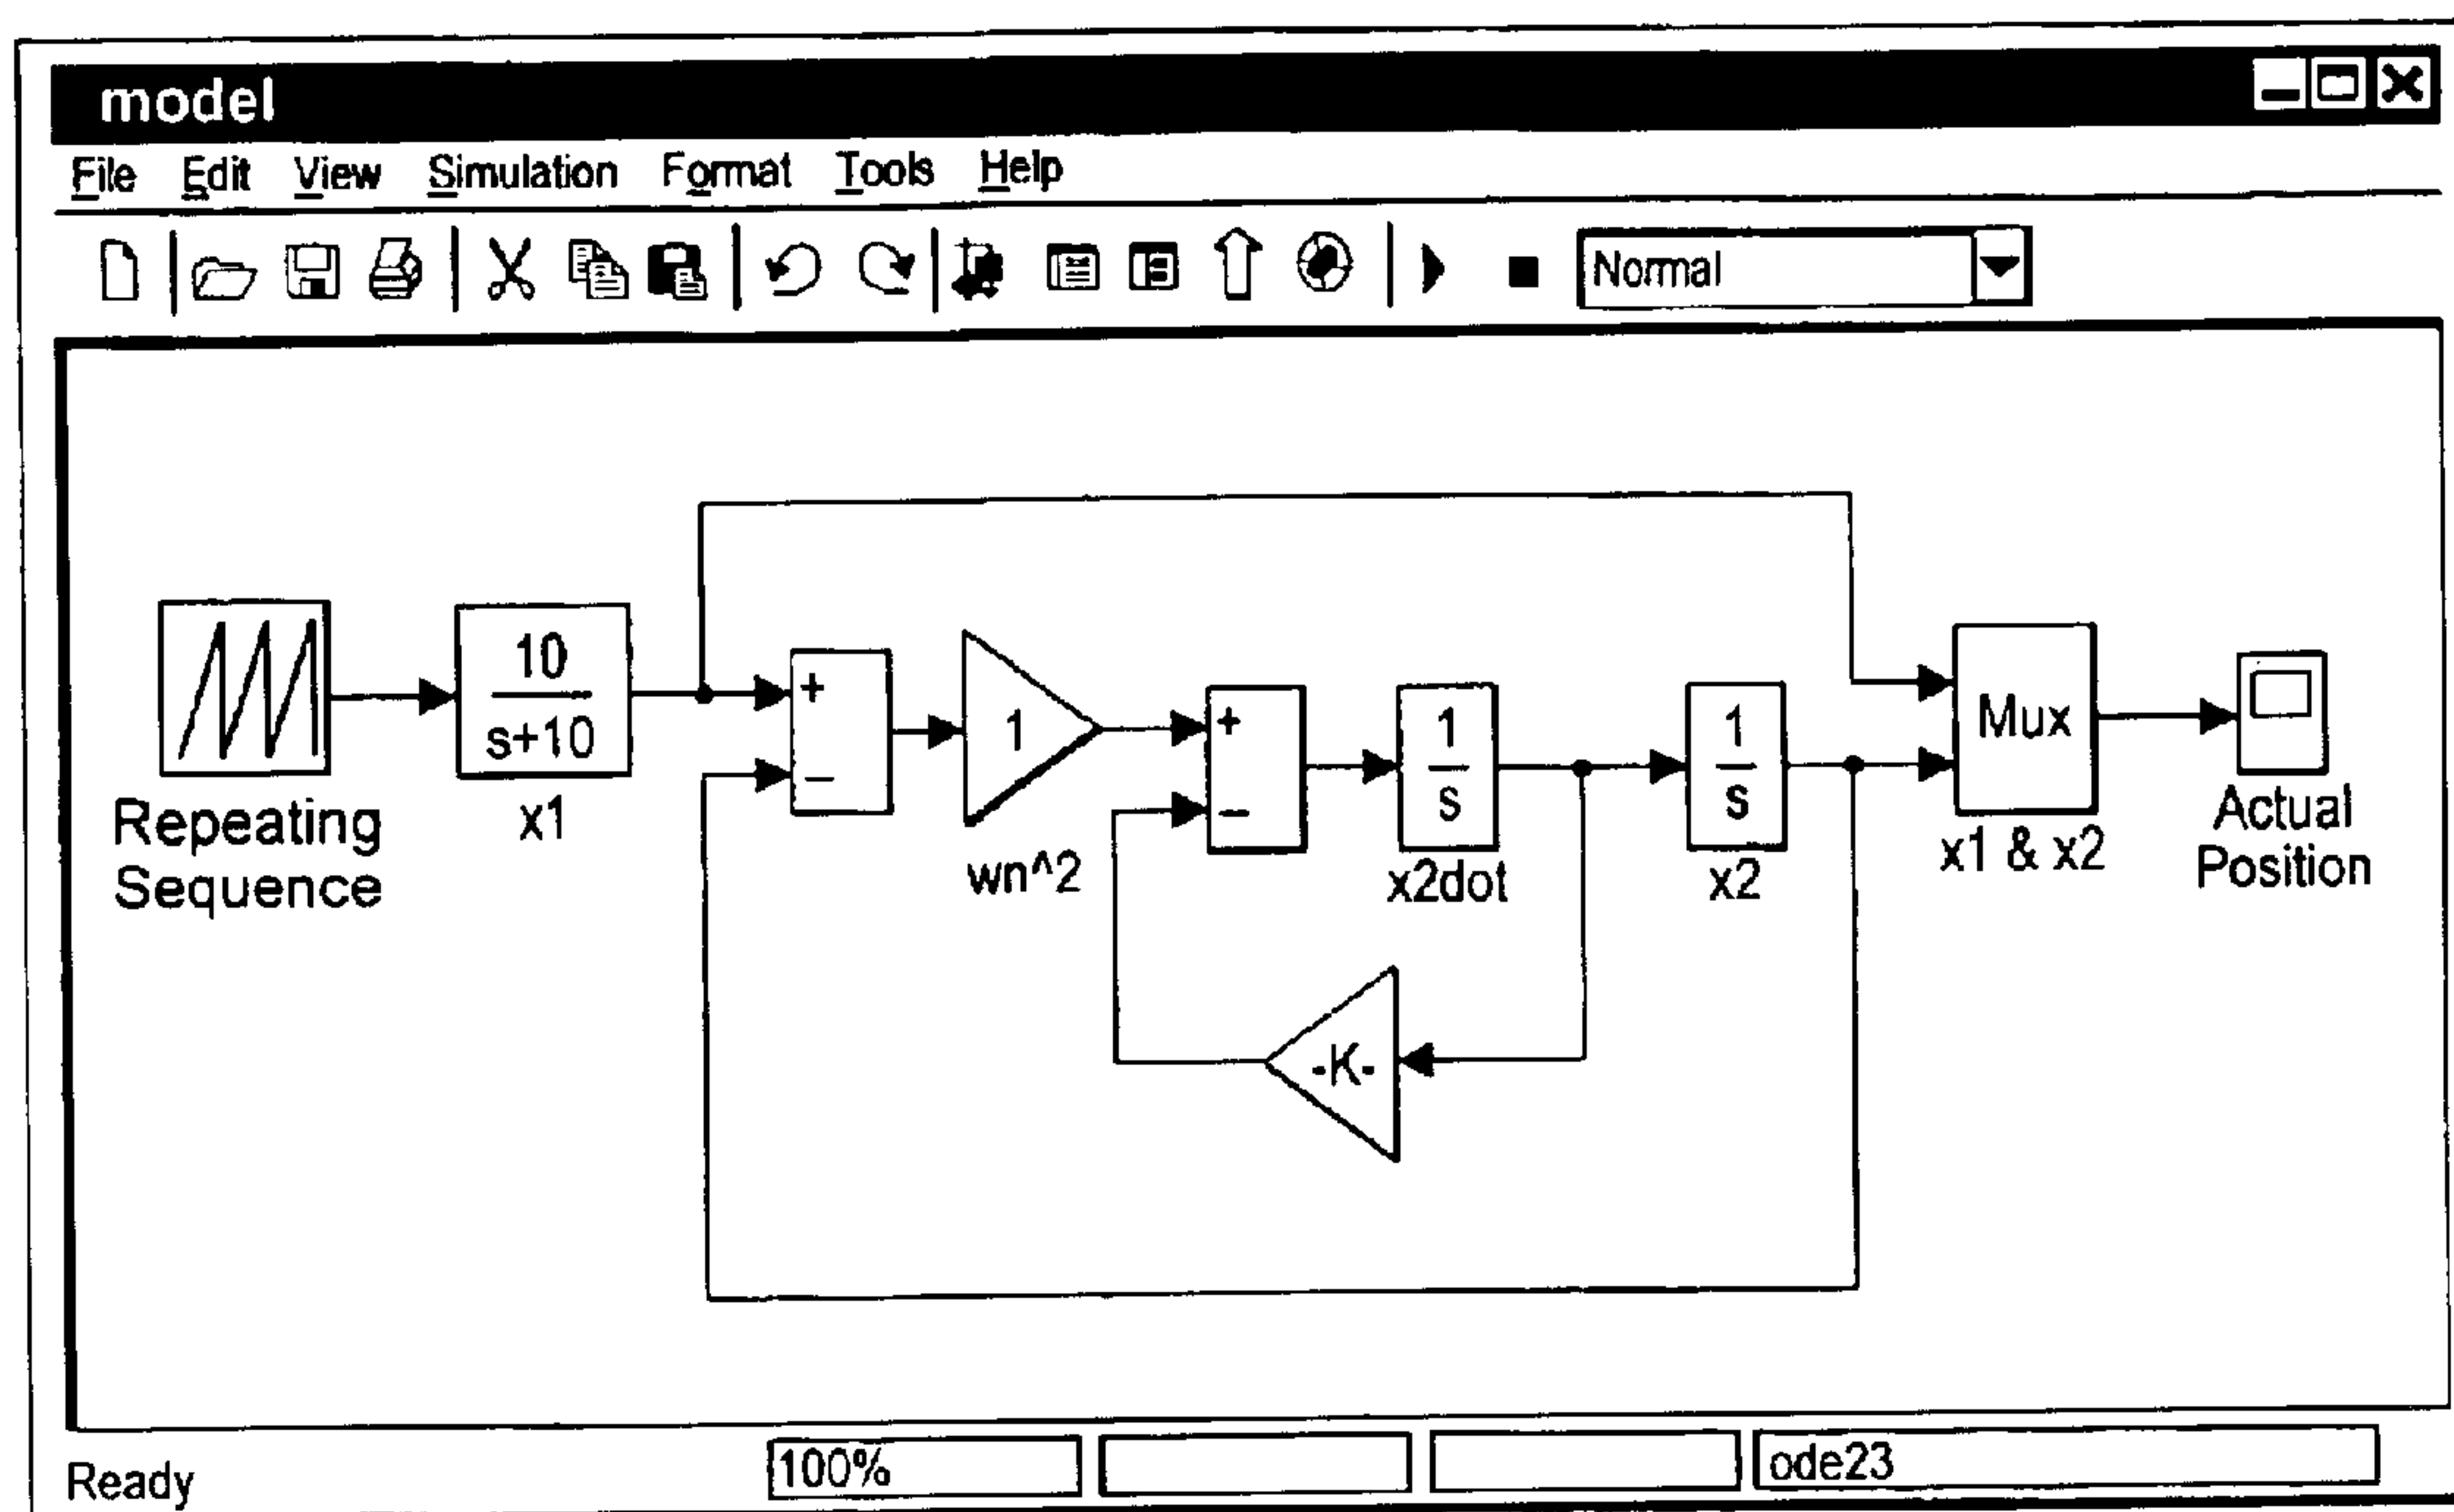 model
File Edit View Simulation Format Tools Help
Normal
10
s+10
x1
Repeating
Sequence
+
−
1
wn^2
+
−
1
s
x2dot
1
s
x2
Mux
x1 & x2
Actual
Position
-K-
Ready
100%
ode23